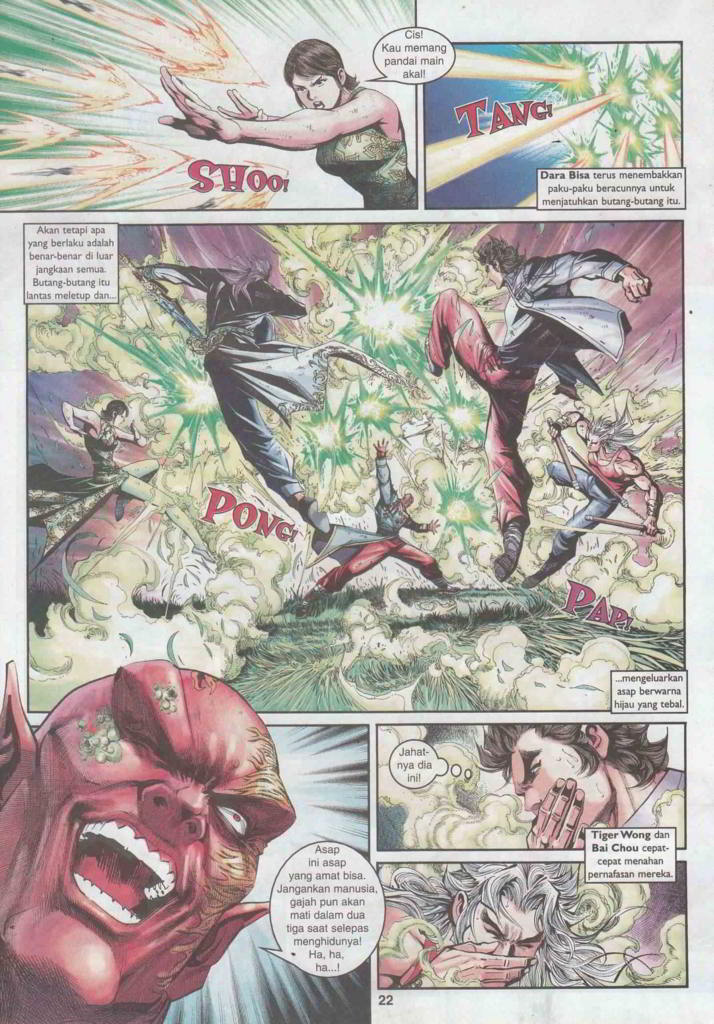 Cis!
Kau memang
pandai main
akal!
SHOO!
TANG!
Dara Bisa terus menembakkan
paku-paku beracunnya untuk
menjatuhkan butang-butang itu.
Akan tetapi apa
yang berlaku adalah
benar-benar di luar
jangkaan semua.
Butang-butang itu
lantas meletup dan...
PONG!
PAP!
...mengeluarkan
asap berwarna
hijau yang tebal.
Asap
ini asap
yang amat bisa.
Jangankan manusia,
gajah pun akan
mati dalam dua
tiga saat selepas
menghidunya!
Ha, ha,
ha...!
Jahat-
nya dia
ini!
Tiger Wong dan
Bai Chou cepat-
cepat menahan
pernafasan mereka.
22